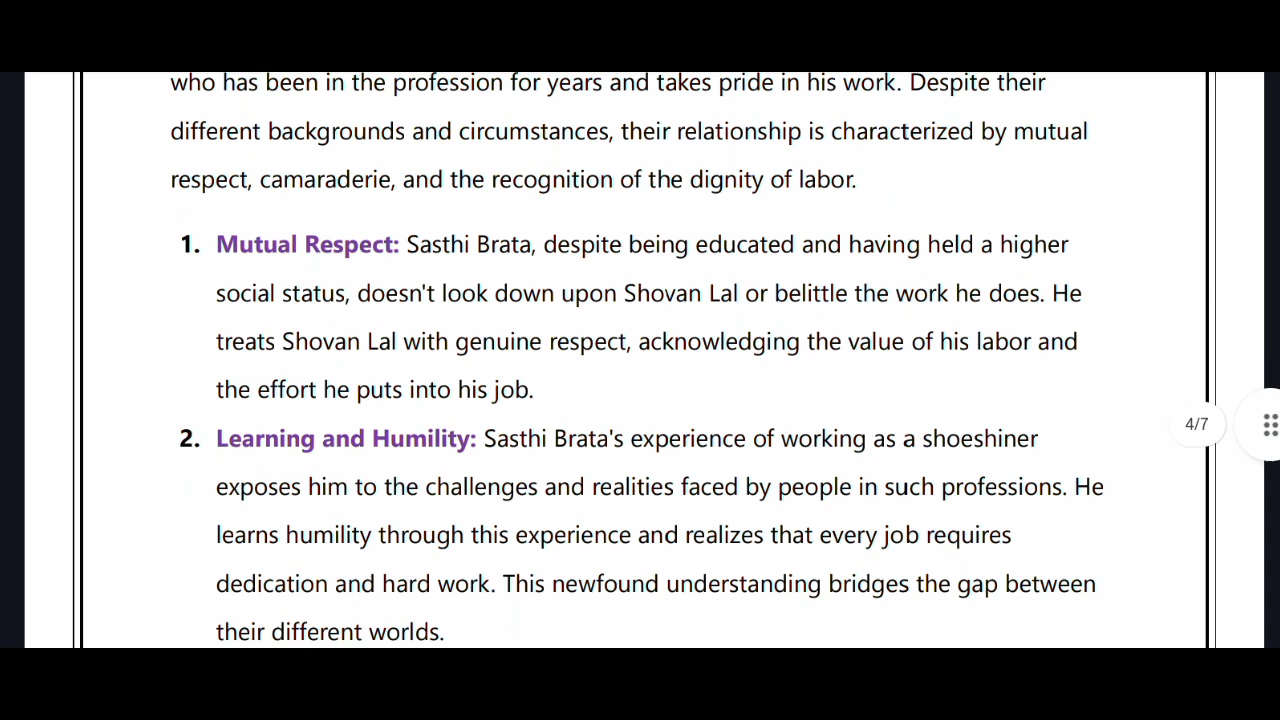 who has been in the profession for years and takes pride in his work. Despite their
different backgrounds and circumstances, their relationship is characterized by mutual
respect, camaraderie, and the recognition of the dignity of labor.
1. Mutual Respect: Sasthi Brata, despite being educated and having held a higher
social status, doesn't look down upon Shovan Lal or belittle the work he does. He
treats Shovan Lal with genuine respect, acknowledging the value of his labor and
the effort he puts into his job.
4/7
2. Learning and Humility: Sasthi Brata's experience of working as a shoeshiner
exposes him to the challenges and realities faced by people in such professions. He
learns humility through this experience and realizes that every job requires
dedication and hard work. This newfound understanding bridges the gap between
their different worlds.